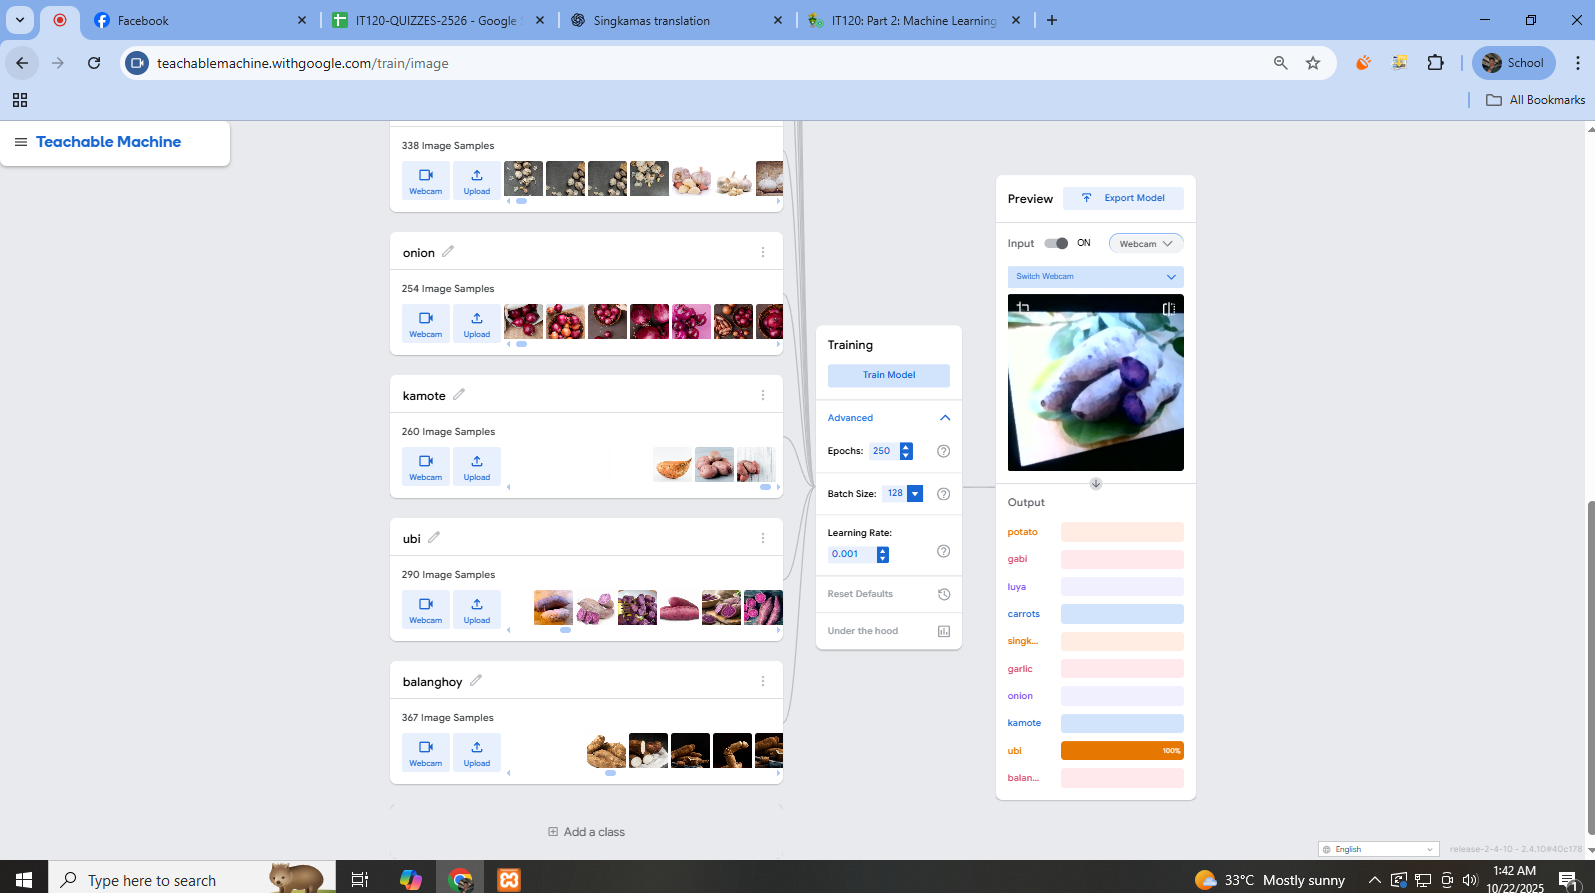 Facebook
IT120-QUIZZES-2526 - Google
Singkamas translation
IT120: Part 2: Machine Learning
teachablemachine.withgoogle.com/train/image
School
All Bookmarks
Teachable Machine
338 Image Samples
Webcam
Upload
onion
254 Image Samples
Webcam
Upload
kamote
260 Image Samples
Webcam
Upload
ubi
290 Image Samples
Webcam
Upload
balanghoy
367 Image Samples
Webcam
Upload
Add a class
Training
Train Model
Advanced
Epochs: 250
Batch Size: 128
Learning Rate:
0.001
Reset Defaults
Under the hood
Preview
Export Model
Input ON Webcam
Switch Webcam
Output
potato
gabi
luya
carrots
singk...
garlic
onion
kamote
ubi 100%
balan...
English
release-2-4-10 - 2.4.10#40c178
Type here to search
33°C Mostly sunny
1:42 AM
10/22/2025
1